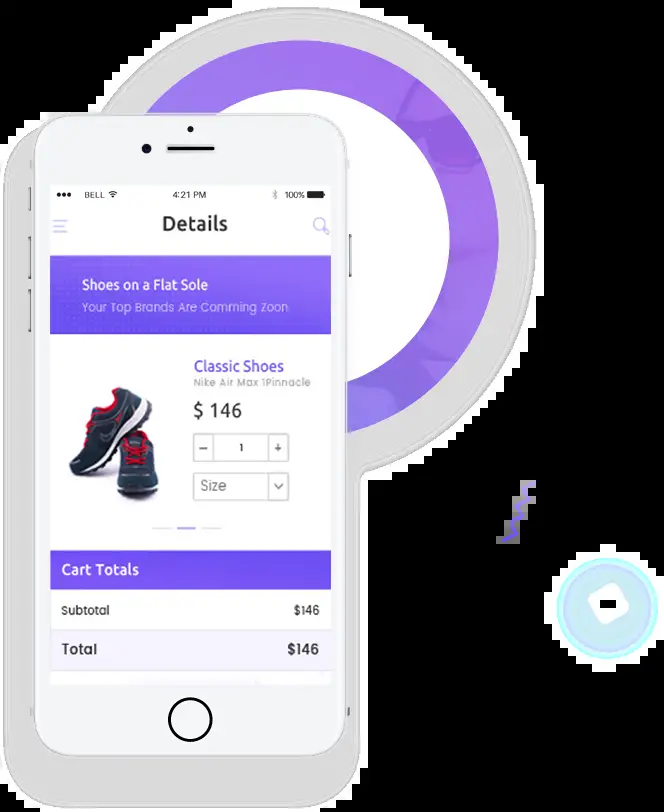 BELL 4:21 PM 100%
Details
Shoes on a Flat Sole
Your Top Brands Are Comming Zoon
Classic Shoes
Nike Air Max 1Pinnacle
$ 146
− 1 +
Size
Cart Totals
Subtotal $146
Total $146